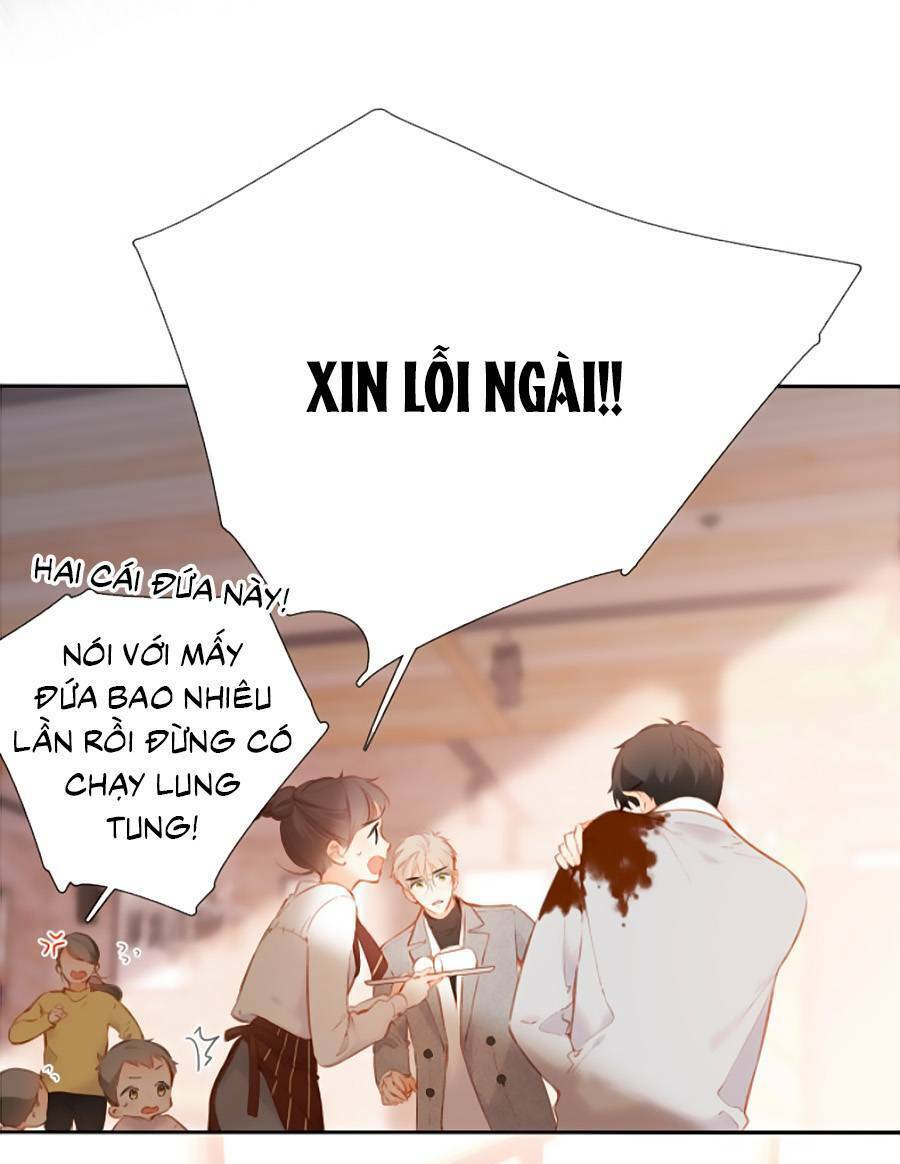 XIN LỖI NGÀI!!
HAI CÁI ĐỨA NÀY!
NÓI VỚI MẤY
ĐỨA BAO NHIÊU
LẦN RỒI ĐỪNG CÓ
CHẠY LUNG
TUNG!